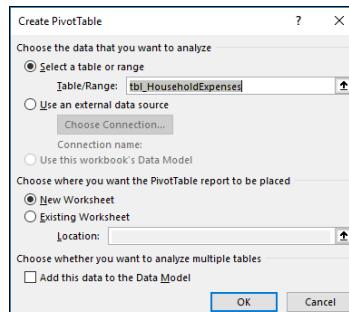 Create PivotTable ? ×
Choose the data that you want to analyze
Select a table or range
Table/Range: tbl_HouseholdExpenses
Use an external data source
Choose Connection...
Connection name:
Use this workbook's Data Model
Choose where you want the PivotTable report to be placed
New Worksheet
Existing Worksheet
Location:
Choose whether you want to analyze multiple tables
Add this data to the Data Model
OK Cancel